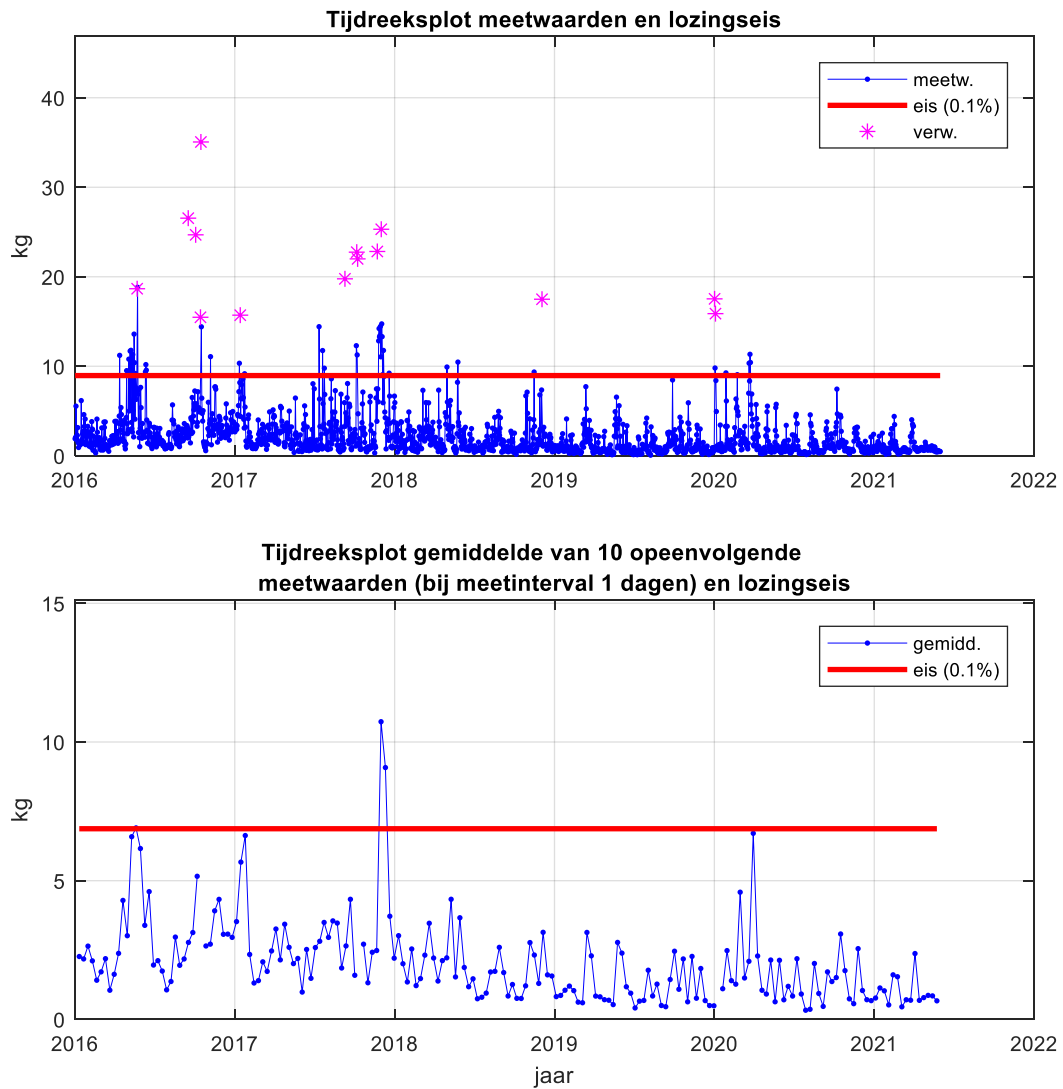 Tijdreeksplot meetwaarden en lozingseis
40
30
20
10
0
kg
meetw.
eis (0.1%)
verw.
2016 2017 2018 2019 2020 2021 2022
Tijdreeksplot gemiddelde van 10 opeenvolgende
meetwaarden (bij meetinterval 1 dagen) en lozingseis
15
10
5
0
kg
gemidd.
eis (0.1%)
2016 2017 2018 2019 2020 2021 2022
jaar